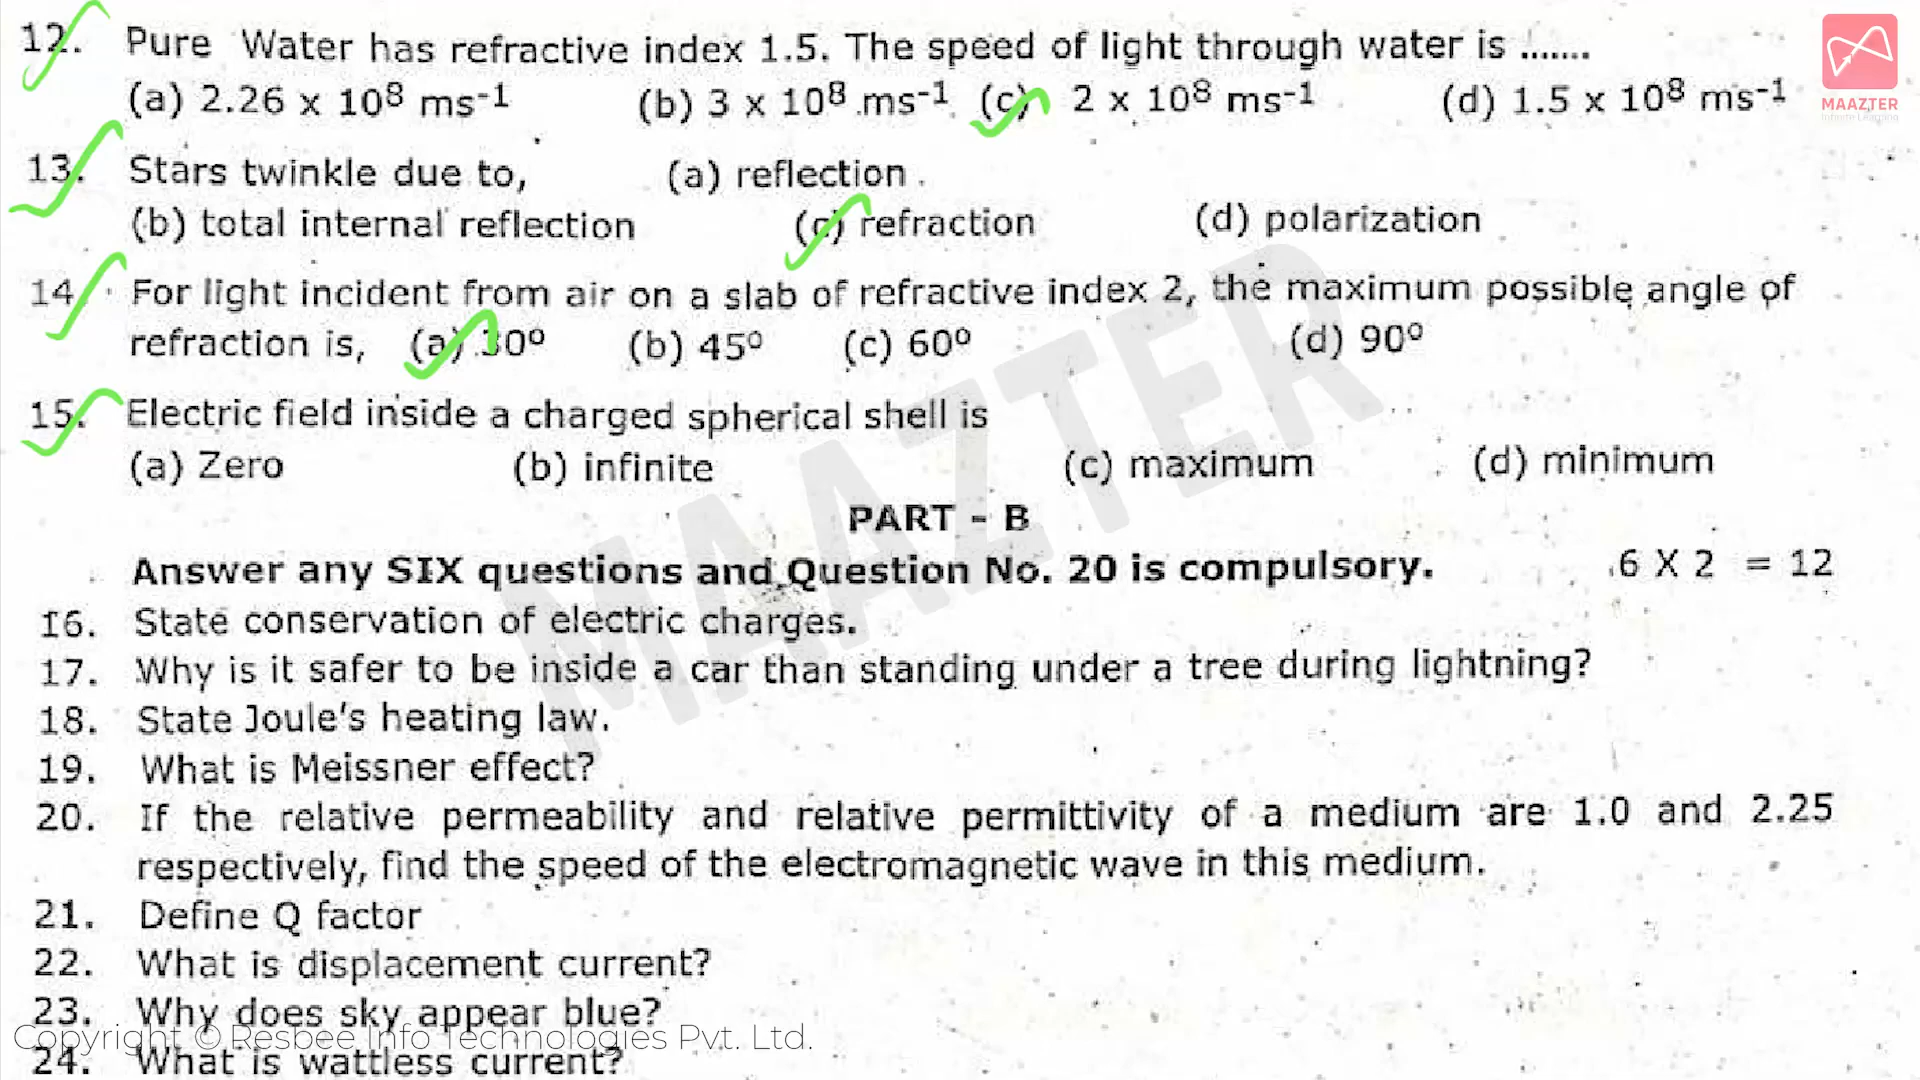 12. Pure Water has refractive index 1.5. The speed of light through water is .......
(a) 2.26 x 10⁸ ms⁻¹ (b) 3 x 10⁸ ms⁻¹ (c) 2 x 10⁸ ms⁻¹ (d) 1.5 x 10⁸ ms⁻¹
MAAZTER
Infinite Learning
13. Stars twinkle due to, (a) reflection.
(b) total internal reflection (c) refraction (d) polarization
14. For light incident from air on a slab of refractive index 2, the maximum possible angle of
refraction is, (a) 30º (b) 45º (c) 60º (d) 90º
15. Electric field inside a charged spherical shell is
(a) Zero (b) infinite (c) maximum (d) minimum
MAAZTER
PART - B
Answer any SIX questions and Question No. 20 is compulsory. 6 X 2 = 12
16. State conservation of electric charges.
17. Why is it safer to be inside a car than standing under a tree during lightning?
18. State Joule's heating law.
19. What is Meissner effect?
20. If the relative permeability and relative permittivity of a medium are 1.0 and 2.25
respectively, find the speed of the electromagnetic wave in this medium.
21. Define Q factor
22. What is displacement current?
23. Why does sky appear blue?
Copyright © Resbee Info Technologies Pvt. Ltd.
24. What is wattless current?